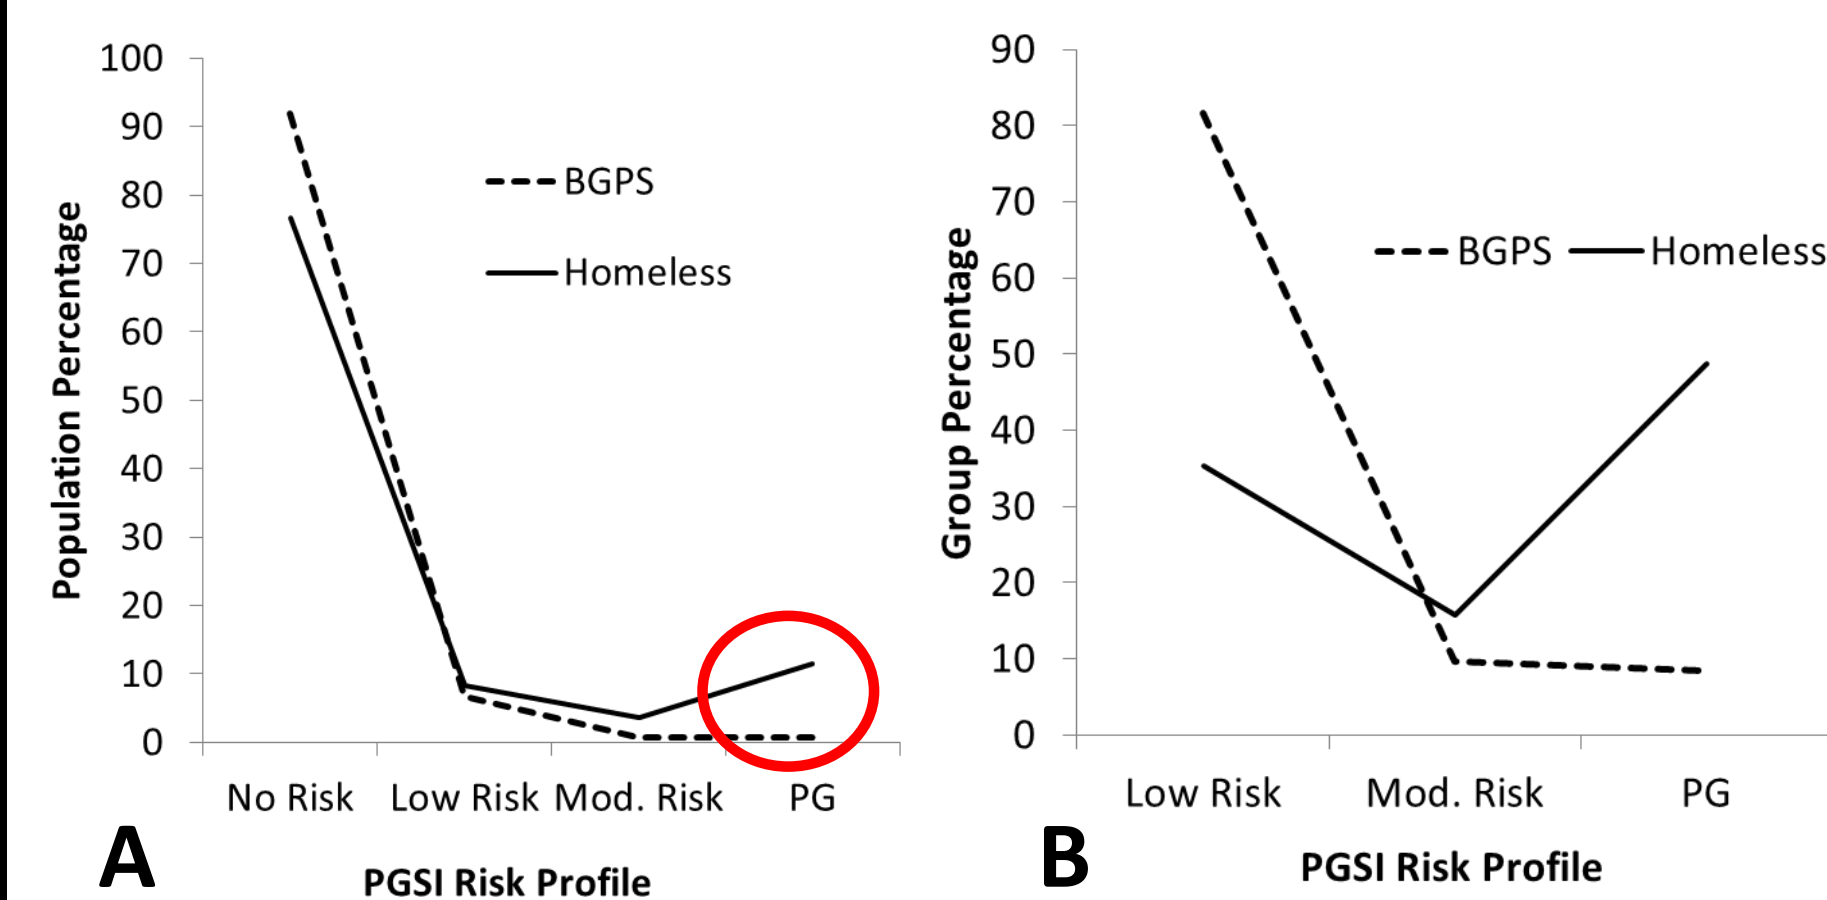 100
90
80
70
60
50
40
30
20
10
0
Population Percentage
BGPS
Homeless
No Risk Low Risk Mod. Risk PG
PGSI Risk Profile
A
90
80
70
60
50
40
30
20
10
0
Group Percentage
BGPS Homeless
Low Risk Mod. Risk PG
PGSI Risk Profile
B